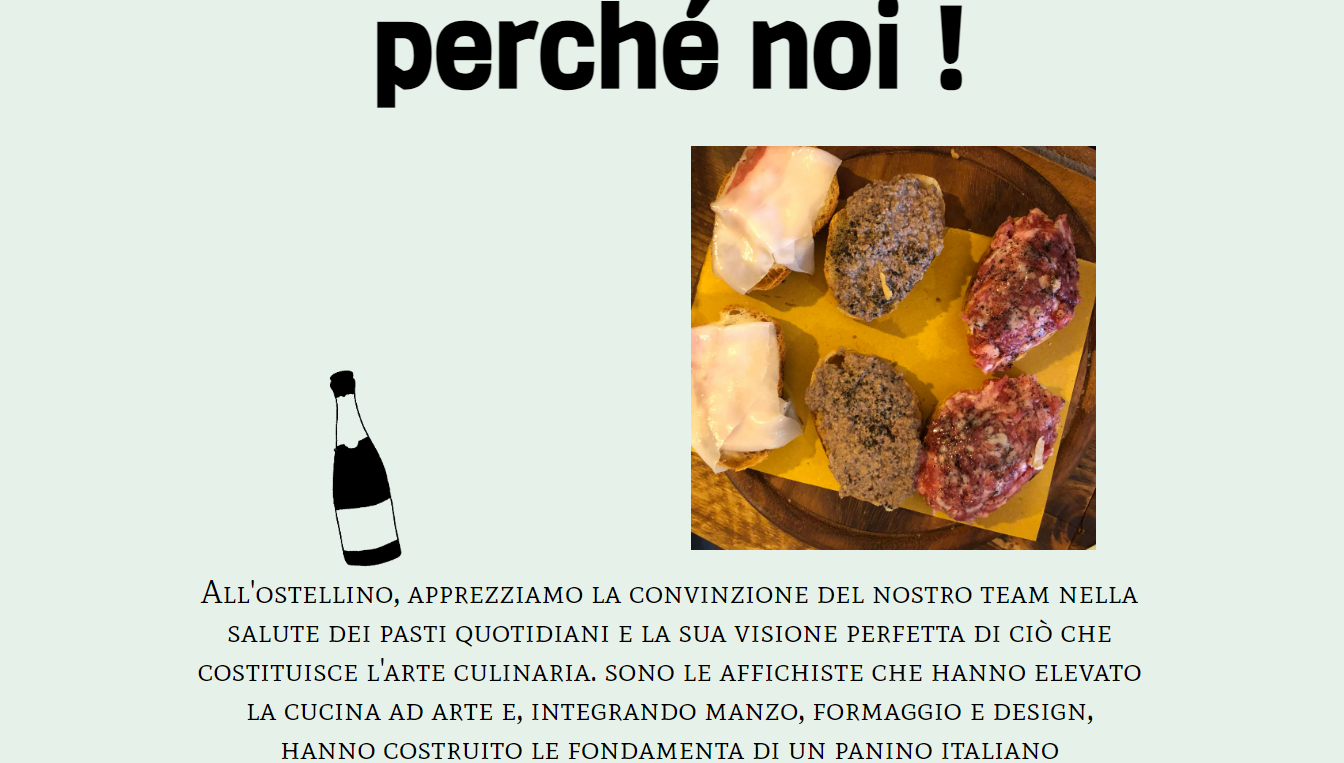 perché noi !
All'ostellino, apprezziamo la convinzione del nostro team nella
salute dei pasti quotidiani e la sua visione perfetta di ciò che
costituisce l'arte culinaria. sono le affichiste che hanno elevato
la cucina ad arte e, integrando manzo, formaggio e design,
hanno costruito le fondamenta di un panino italiano